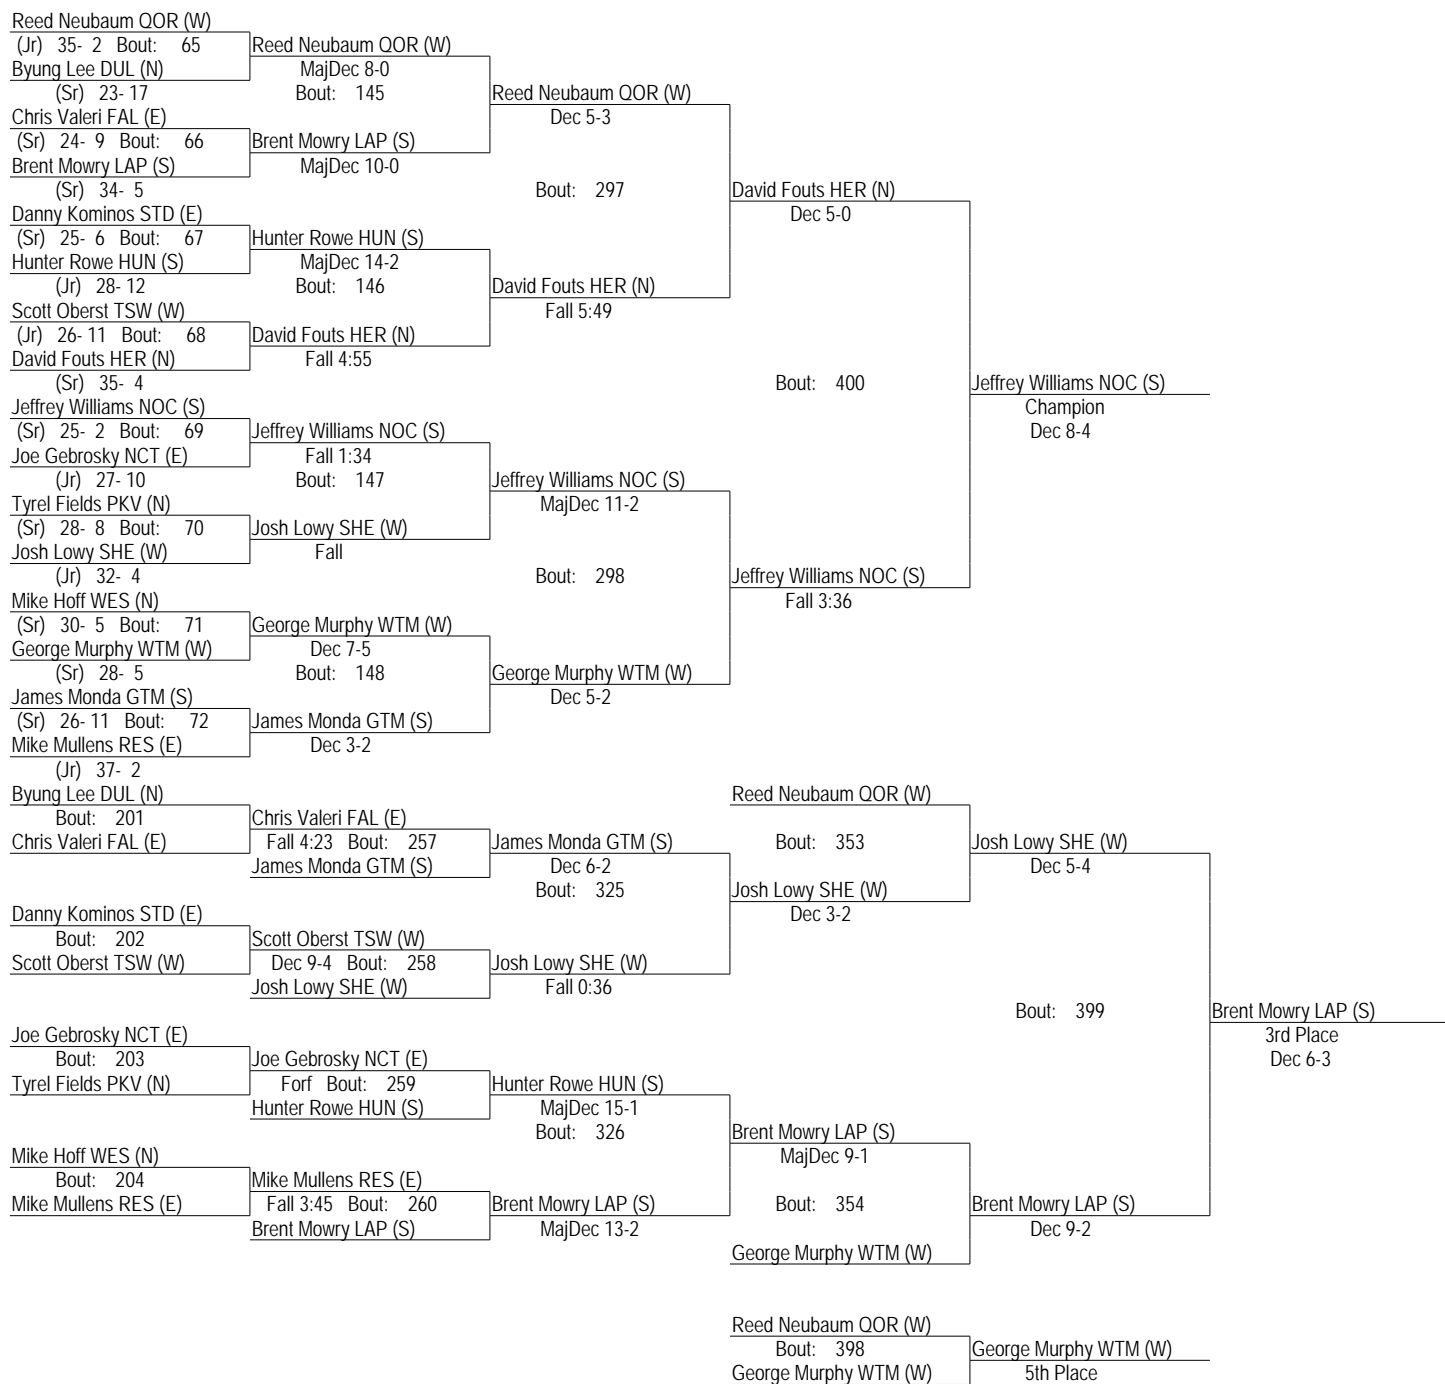 Reed Neubaum QOR (W)
(Jr) 35- 2 Bout: 65
Reed Neubaum QOR (W)
Byung Lee DUL (N)
MajDec 8-0
(Sr) 23- 17
Bout: 145
Reed Neubaum QOR (W)
Chris Valeri FAL (E)
Dec 5-3
(Sr) 24- 9 Bout: 66
Brent Mowry LAP (S)
Brent Mowry LAP (S)
MajDec 10-0
(Sr) 34- 5
Bout: 297
David Fouts HER (N)
Danny Kominos STD (E)
Dec 5-0
(Sr) 25- 6 Bout: 67
Hunter Rowe HUN (S)
Hunter Rowe HUN (S)
MajDec 14-2
(Jr) 28- 12
Bout: 146
David Fouts HER (N)
Scott Oberst TSW (W)
Fall 5:49
(Jr) 26- 11 Bout: 68
David Fouts HER (N)
David Fouts HER (N)
Fall 4:55
(Sr) 35- 4
Bout: 400
Jeffrey Williams NOC (S)
Jeffrey Williams NOC (S)
Champion
(Sr) 25- 2 Bout: 69
Jeffrey Williams NOC (S)
Dec 8-4
Joe Gebrosky NCT (E)
Fall 1:34
(Jr) 27- 10
Bout: 147
Jeffrey Williams NOC (S)
Tyrel Fields PKV (N)
MajDec 11-2
(Sr) 28- 8 Bout: 70
Josh Lowy SHE (W)
Josh Lowy SHE (W)
Fall
(Jr) 32- 4
Bout: 298
Jeffrey Williams NOC (S)
Mike Hoff WES (N)
Fall 3:36
(Sr) 30- 5 Bout: 71
George Murphy WTM (W)
George Murphy WTM (W)
Dec 7-5
(Sr) 28- 5
Bout: 148
George Murphy WTM (W)
James Monda GTM (S)
Dec 5-2
(Sr) 26- 11 Bout: 72
James Monda GTM (S)
Mike Mullens RES (E)
Dec 3-2
(Jr) 37- 2
Byung Lee DUL (N)
Reed Neubaum QOR (W)
Bout: 201
Chris Valeri FAL (E)
Chris Valeri FAL (E)
Fall 4:23 Bout: 257
James Monda GTM (S)
Bout: 353
Josh Lowy SHE (W)
James Monda GTM (S)
Dec 6-2
Dec 5-4
Bout: 325
Josh Lowy SHE (W)
Danny Kominos STD (E)
Dec 3-2
Bout: 202
Scott Oberst TSW (W)
Scott Oberst TSW (W)
Dec 9-4 Bout: 258
Josh Lowy SHE (W)
Josh Lowy SHE (W)
Fall 0:36
Bout: 399
Brent Mowry LAP (S)
Joe Gebrosky NCT (E)
3rd Place
Bout: 203
Joe Gebrosky NCT (E)
Dec 6-3
Tyrel Fields PKV (N)
Forf Bout: 259
Hunter Rowe HUN (S)
Hunter Rowe HUN (S)
MajDec 15-1
Bout: 326
Brent Mowry LAP (S)
Mike Hoff WES (N)
MajDec 9-1
Bout: 204
Mike Mullens RES (E)
Mike Mullens RES (E)
Fall 3:45 Bout: 260
Brent Mowry LAP (S)
Bout: 354
Brent Mowry LAP (S)
Brent Mowry LAP (S)
MajDec 13-2
Dec 9-2
George Murphy WTM (W)
Reed Neubaum QOR (W)
Bout: 398
George Murphy WTM (W)
George Murphy WTM (W)
5th Place